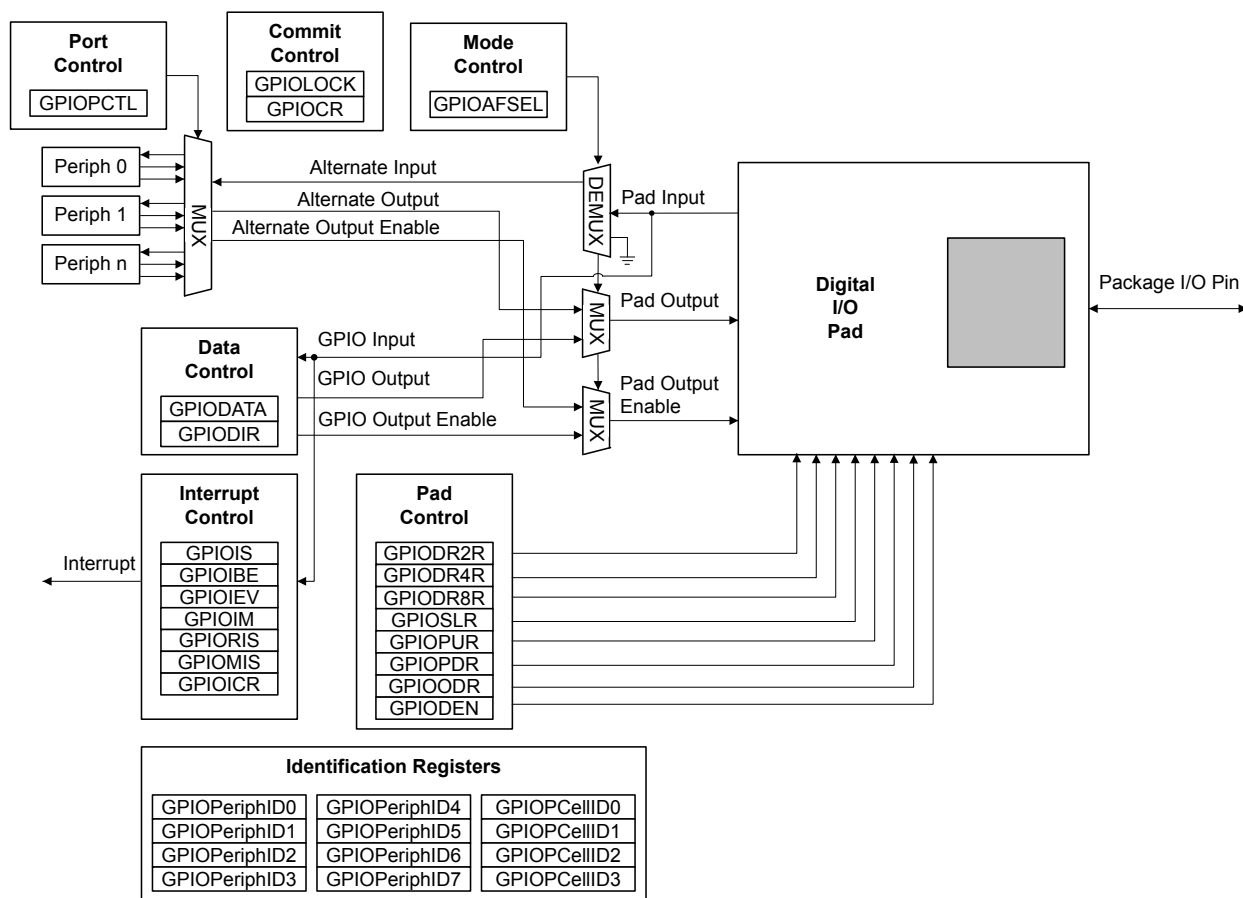 Port
Control
GPIOPCTL
Commit
Control
GPIOLOCK
GPIOCR
Mode
Control
GPIOAFSEL
Periph 0
Periph 1
Periph n
MUX
Alternate Input
Alternate Output
Alternate Output Enable
DEMUX
Pad Input
MUX
Pad Output
MUX
Pad Output
Enable
Digital
I/O
Pad
Package I/O Pin
Data
Control
GPIODATA
GPIODIR
GPIO Input
GPIO Output
GPIO Output Enable
Interrupt
Control
GPIOIS
GPIOIBE
GPIOIEV
GPIOIM
GPIORIS
GPIOMIS
GPIOICR
Interrupt
Pad
Control
GPIODR2R
GPIODR4R
GPIODR8R
GPIOSLR
GPIOPUR
GPIOPDR
GPIOODR
GPIODEN
Identification Registers
GPIOPeriphID0
GPIOPeriphID1
GPIOPeriphID2
GPIOPeriphID3
GPIOPeriphID4
GPIOPeriphID5
GPIOPeriphID6
GPIOPeriphID7
GPIOPCellID0
GPIOPCellID1
GPIOPCellID2
GPIOPCellID3